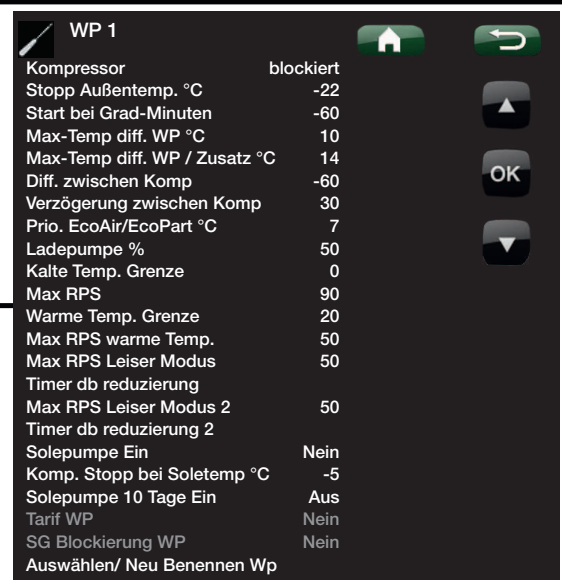 WP 1
Kompressor blockiert
Stopp Außentemp. °C -22
Start bei Grad-Minuten -60
Max-Temp diff. WP °C 10
Max-Temp diff. WP / Zusatz °C 14
Diff. zwischen Komp -60
Verzögerung zwischen Komp 30
Prio. EcoAir/EcoPart °C 7
Ladepumpe % 50
Kalte Temp. Grenze 0
Max RPS 90
Warme Temp. Grenze 20
Max RPS warme Temp. 50
Max RPS Leiser Modus 50
Timer db reduzierung
Max RPS Leiser Modus 2 50
Timer db reduzierung 2
Solepumpe Ein Nein
Komp. Stopp bei Soletemp °C -5
Solepumpe 10 Tage Ein Aus
Tarif WP Nein
SG Blockierung WP Nein
Auswählen/ Neu Benennen Wp
OK